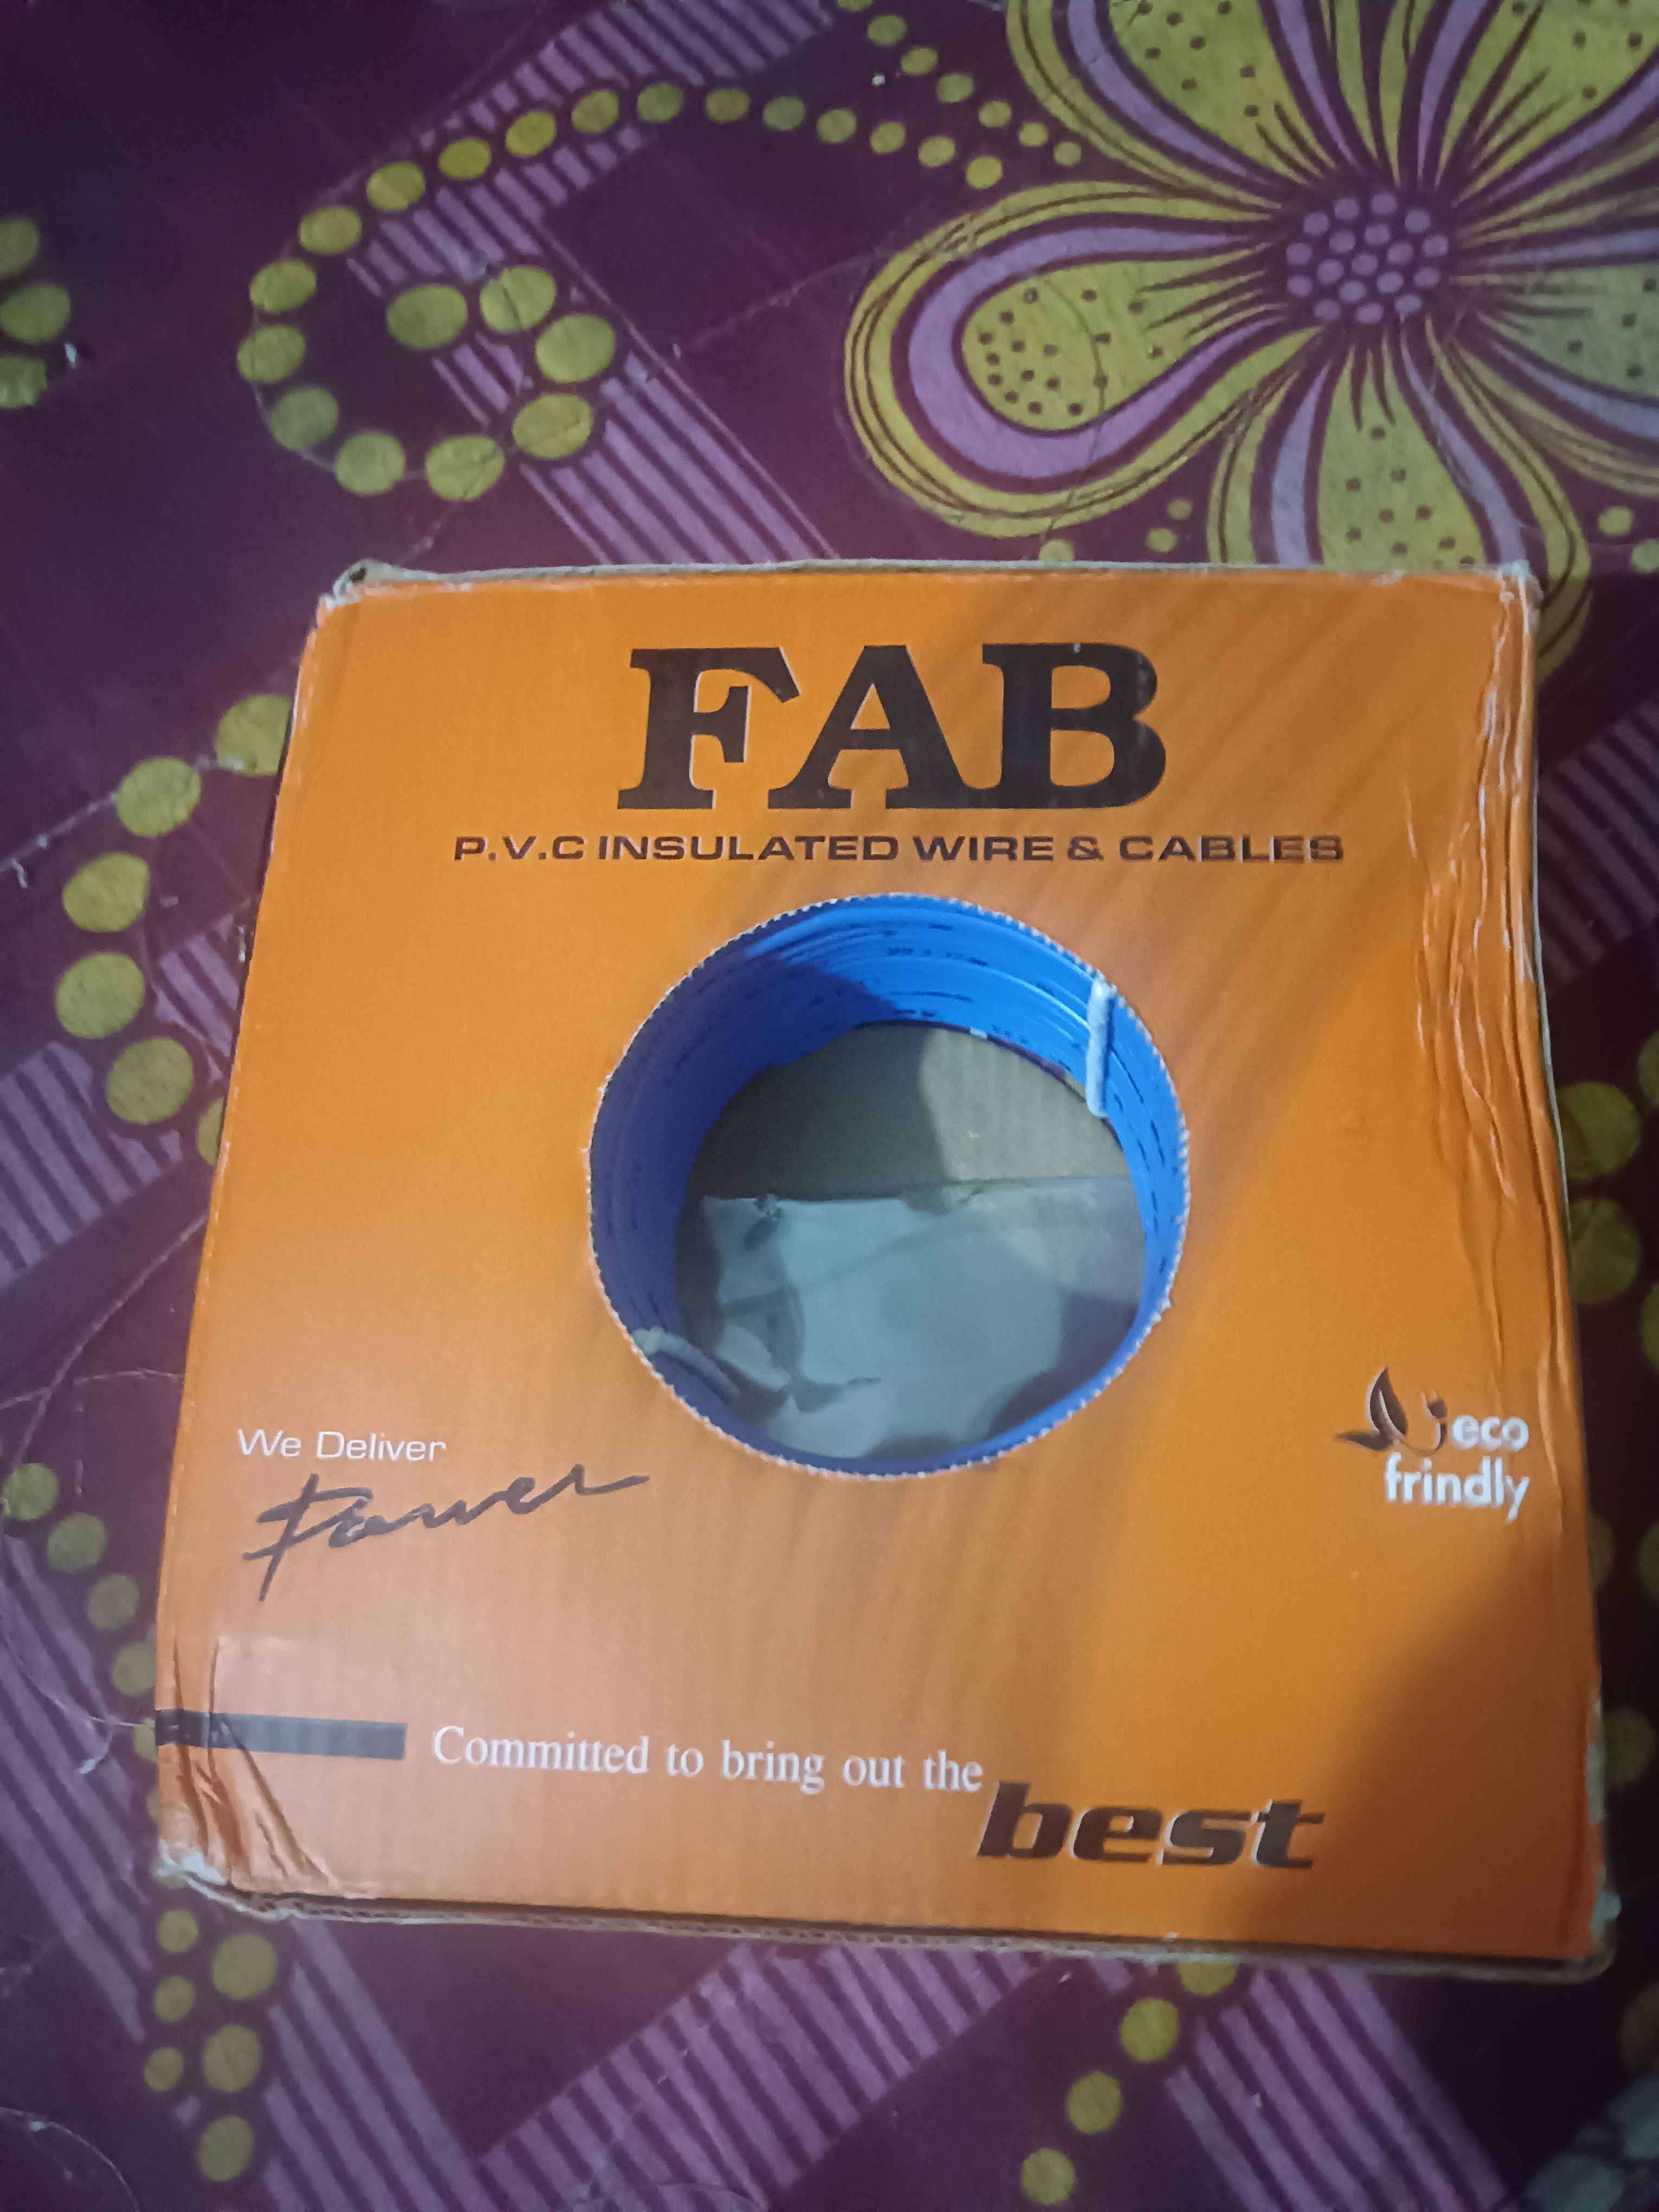 FAB
P.V.C INSULATED WIRE & CABLES
We Deliver
Power
eco
frindly
Committed to bring out the
best